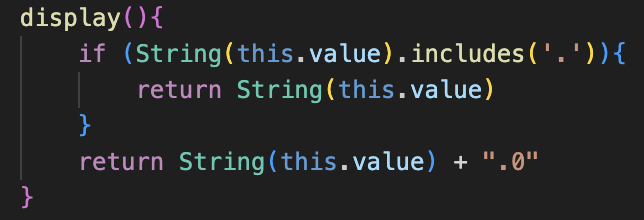 display(){
    if (String(this.value).includes('.')){
        return String(this.value)
    }
    return String(this.value) + ".0"
}